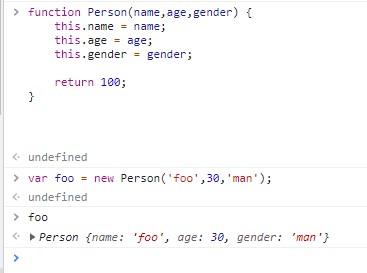 > function Person(name,age,gender) {
    this.name = name;
    this.age = age;
    this.gender = gender;

    return 100;
}
<· undefined
> var foo = new Person('foo',30,'man');
<· undefined
> foo
<· ▶ Person {name: 'foo', age: 30, gender: 'man'}
>